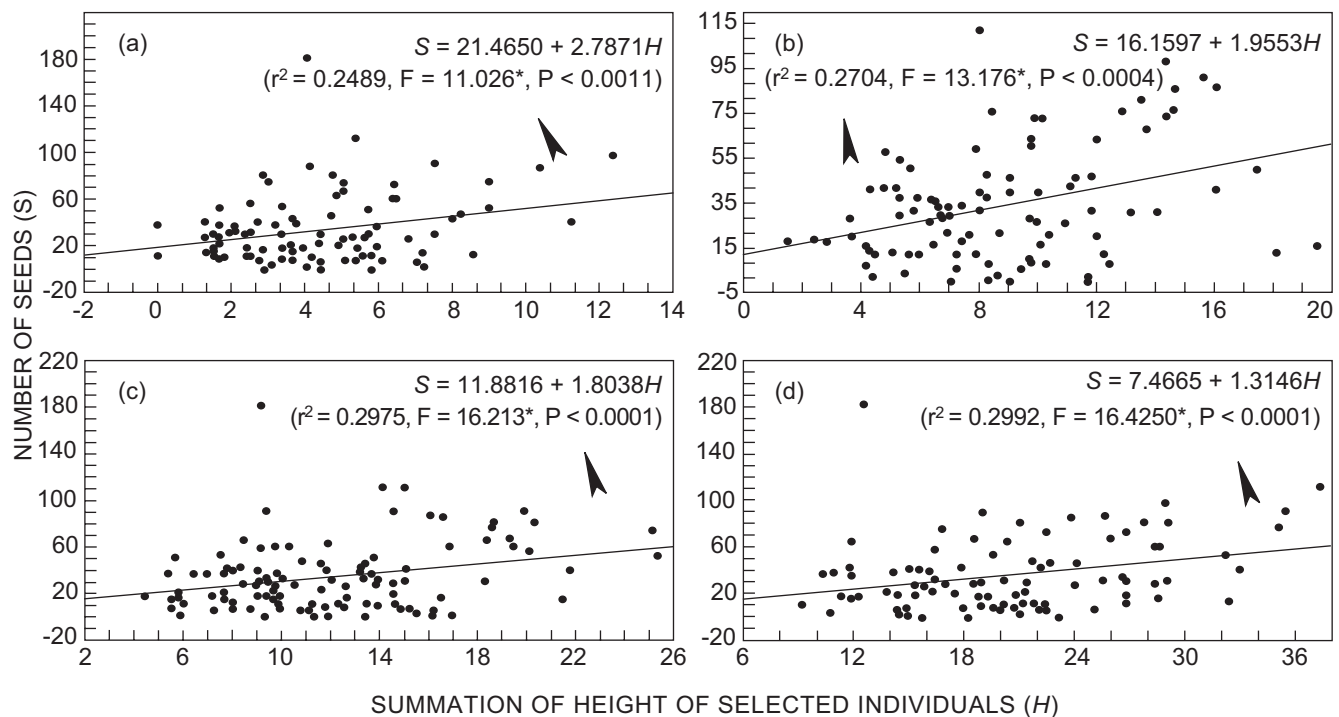 NUMBER OF SEEDS (S)
(a)
S = 21.4650 + 2.7871H
(r² = 0.2489, F = 11.026*, P < 0.0011)
180
140
100
60
20
-20
-2 0 2 4 6 8 10 12 14
(b)
S = 16.1597 + 1.9553H
(r² = 0.2704, F = 13.176*, P < 0.0004)
115
95
75
55
35
15
-5
0 4 8 12 16 20
(c)
S = 11.8816 + 1.8038H
(r² = 0.2975, F = 16.213*, P < 0.0001)
220
180
140
100
60
20
-20
2 6 10 14 18 22 26
(d)
S = 7.4665 + 1.3146H
(r² = 0.2992, F = 16.4250*, P < 0.0001)
220
180
140
100
60
20
-20
6 12 18 24 30 36
SUMMATION OF HEIGHT OF SELECTED INDIVIDUALS (H)